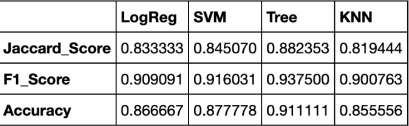 LogReg SVM Tree KNN
Jaccard_Score 0.833333 0.845070 0.882353 0.819444
F1_Score 0.909091 0.916031 0.937500 0.900763
Accuracy 0.866667 0.877778 0.911111 0.855556